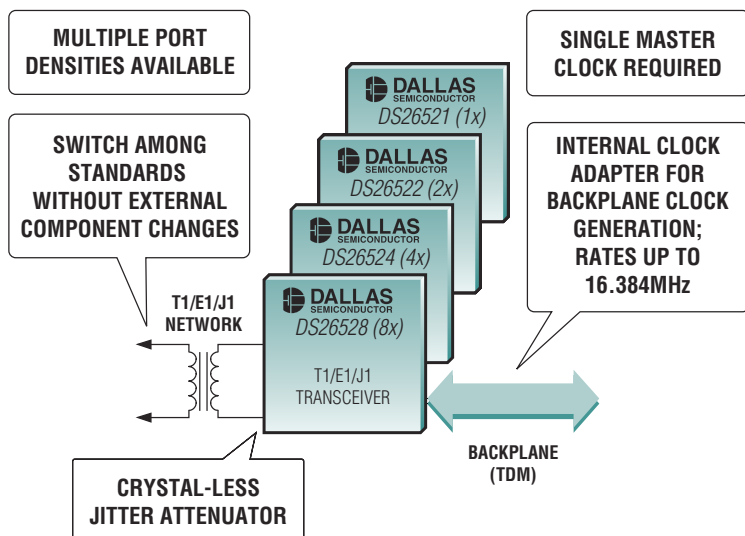 MULTIPLE PORT
DENSITIES AVAILABLE
SINGLE MASTER
CLOCK REQUIRED
DALLAS
SEMICONDUCTOR
DS26521 (1x)
SWITCH AMONG
STANDARDS
WITHOUT EXTERNAL
COMPONENT CHANGES
DALLAS
SEMICONDUCTOR
DS26522 (2x)
INTERNAL CLOCK
ADAPTER FOR
BACKPLANE CLOCK
GENERATION;
RATES UP TO
16.384MHz
DALLAS
SEMICONDUCTOR
DS26524 (4x)
DALLAS
SEMICONDUCTOR
DS26528 (8x)
T1/E1/J1
NETWORK
T1/E1/J1
TRANSCEIVER
BACKPLANE
(TDM)
CRYSTAL-LESS
JITTER ATTENUATOR